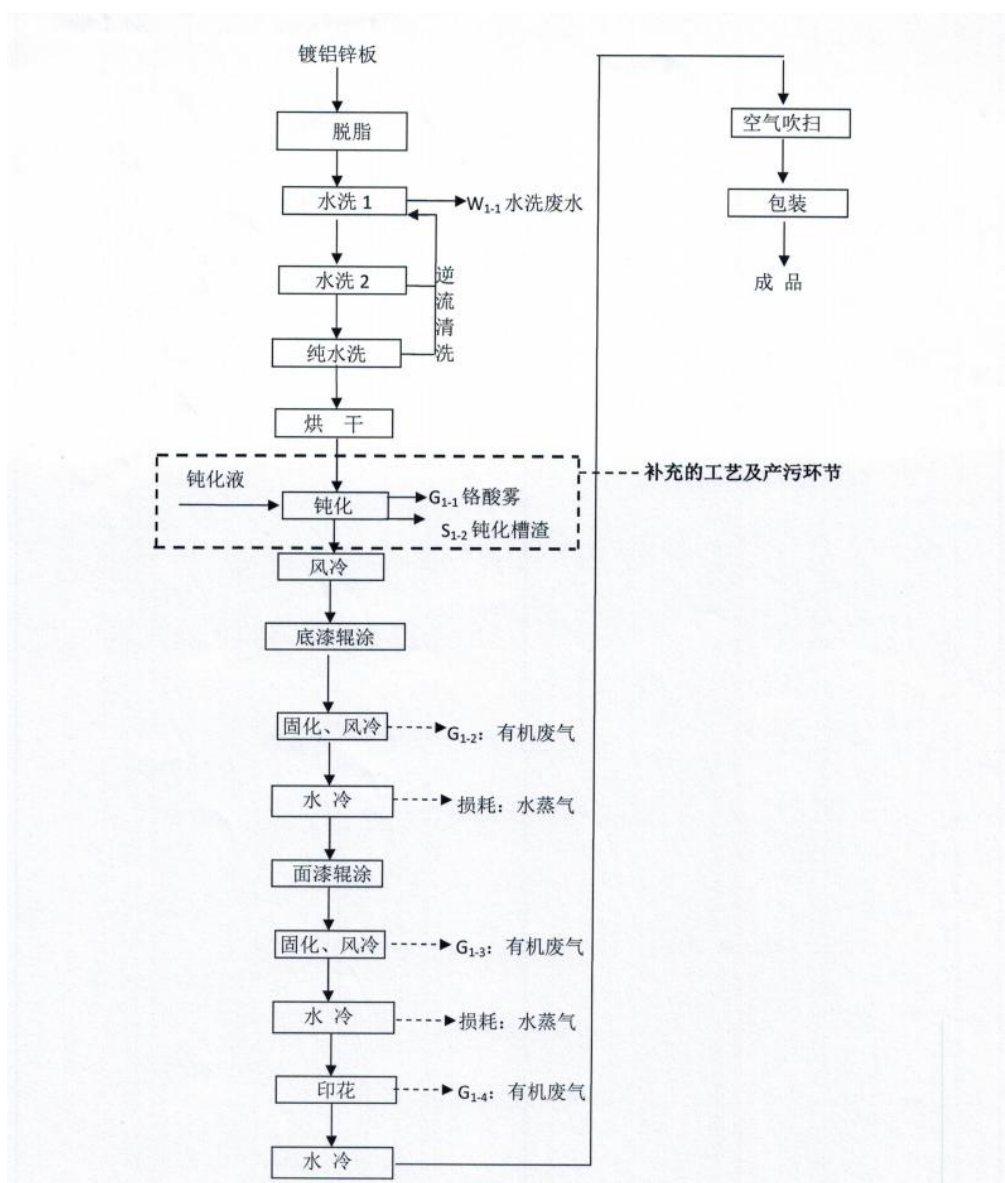 镀铝锌板
脱脂
水洗 1
W1-1 水洗废水
水洗 2
逆流清洗
纯水洗
烘 干
补充的工艺及产污环节
钝化液
钝化
G1-1 铬酸雾
S1-2 钝化槽渣
风冷
底漆辊涂
固化、风冷
G1-2：有机废气
水 冷
损耗：水蒸气
面漆辊涂
固化、风冷
G1-3：有机废气
水 冷
损耗：水蒸气
印花
G1-4：有机废气
水 冷
空气吹扫
包装
成 品